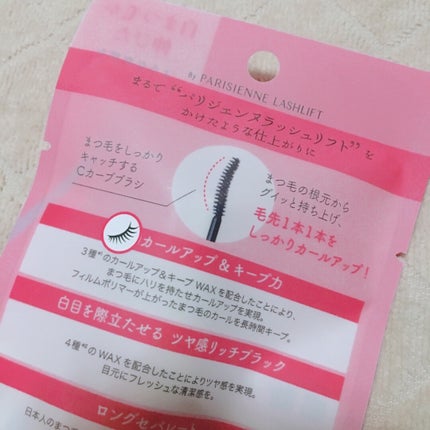 By PARISIENNE LASHLIFT
まるで“パリジェンヌラッシュリフト”を
かけたような仕上がりに
まつ毛をしっかり
キャッチする
Cカーブブラシ
まつ毛の根元から
グイッと持ち上げ、
毛先1本1本を
しっかりカールアップ！
カールアップ＆キープ力
3種のカールアップ＆キープWAXを配合したことにより、
まつ毛にハリを持たせカールアップを実現。
フィルムポリマーが上がったまつ毛のカールを長時間キープ。
白目を際立たせる ツヤ感リッチブラック
4種のWAXを配合したことによりツヤ感を実現。
目元にフレッシュな清潔感を。
ロングセパレート
日本人のまつ